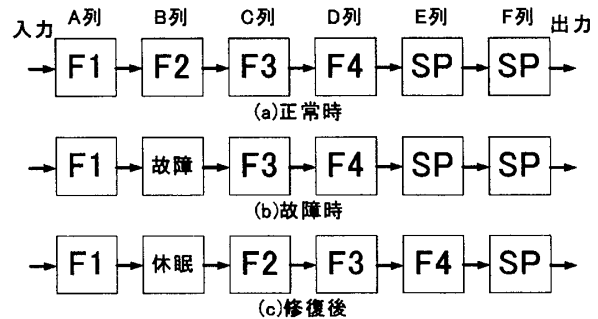 入力 A列 B列 C列 D列 E列 F列 出力
F1 F2 F3 F4 SP SP
(a)正常時
F1 故障 F3 F4 SP SP
(b)故障時
F1 休眠 F2 F3 F4 SP
(c)修復後